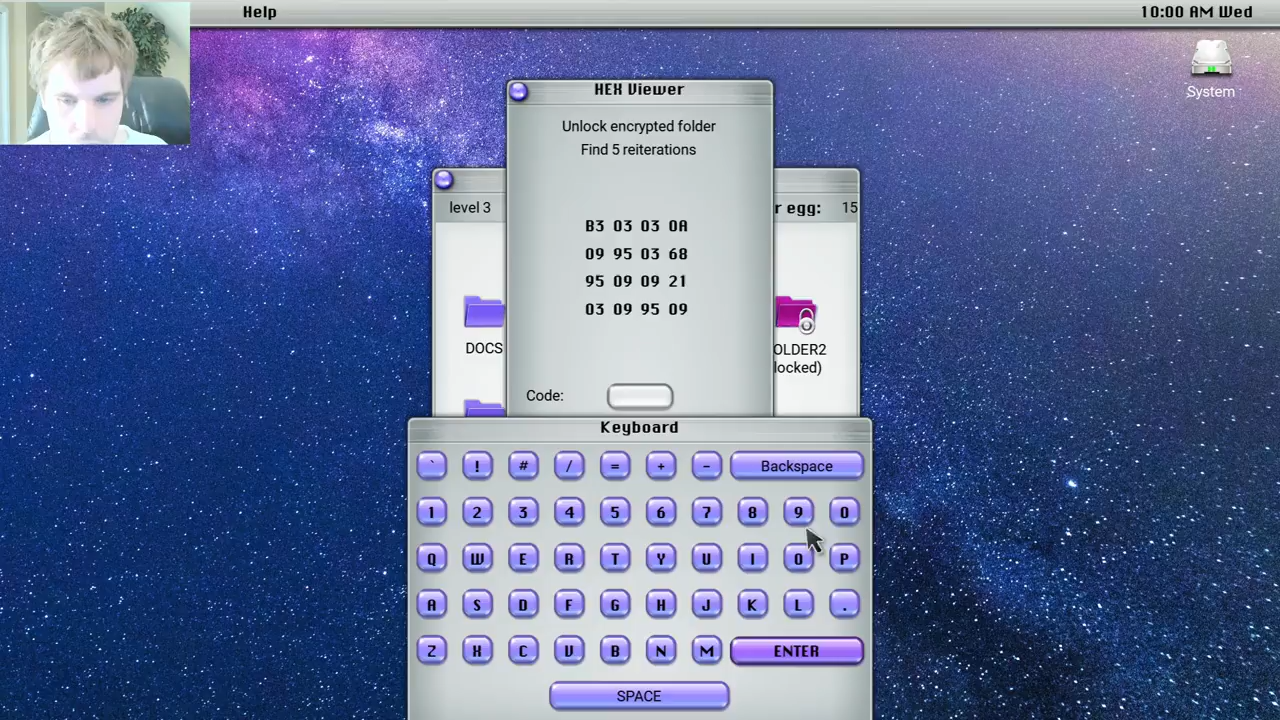 Help
10:00 AM Wed
System
HEX Viewer
Unlock encrypted folder
Find 5 reiterations
level 3
r egg: 15
B3 03 03 0A
09 95 03 68
95 09 09 21
03 09 95 09
DOCS
OLDER2
locked)
Code:
Keyboard
` ! # / = + - Backspace
1 2 3 4 5 6 7 8 9 0
Q W E R T Y U I O P
A S D F G H J K L .
Z X C V B N M ENTER
SPACE